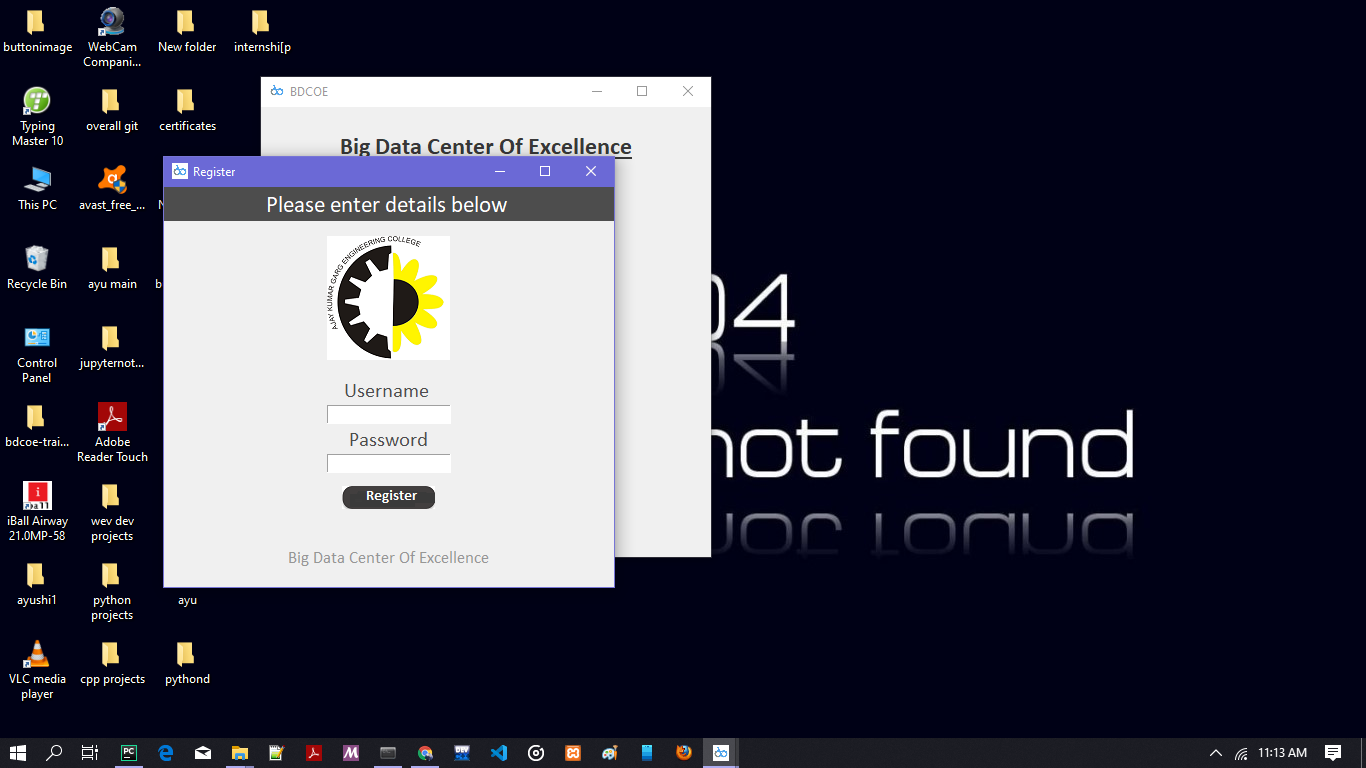 buttonimage
WebCam
Compani...
New folder
internshi[p
Typing
Master 10
overall git
certificates
This PC
avast_free_...
N
Recycle Bin
ayu main
b
Control
Panel
jupyternot...
bdcoe-trai...
Adobe
Reader Touch
iBall Airway
21.0MP-58
wev dev
projects
ayushi1
python
projects
ayu
VLC media
player
cpp projects
pythond
BDCOE
Big Data Center Of Excellence
Register
Please enter details below
AJAY KUMAR GARG ENGINEERING COLLEGE
Username
Password
Register
Big Data Center Of Excellence
04
not found
11:13 AM